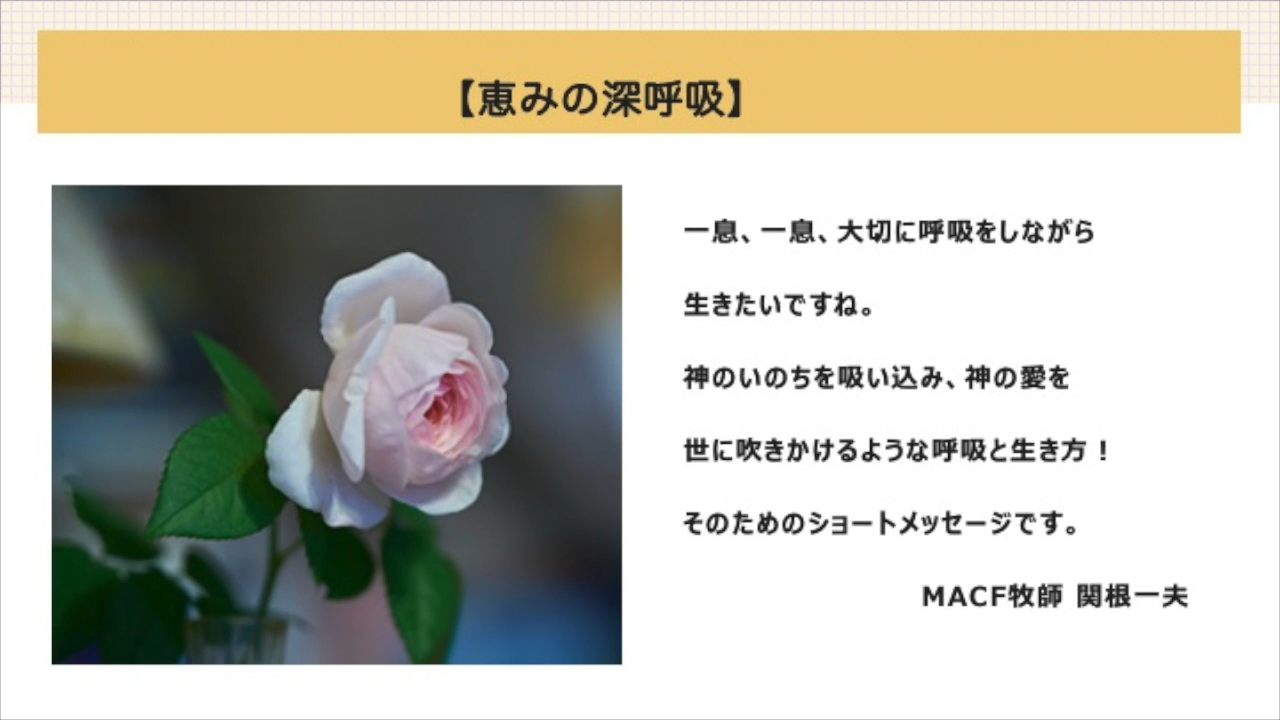 【恵みの深呼吸】
一息、一息、大切に呼吸をしながら
生きたいですね。
神のいのちを吸い込み、神の愛を
世に吹きかけるような呼吸と生き方！
そのためのショートメッセージです。
MACF牧師 関根一夫